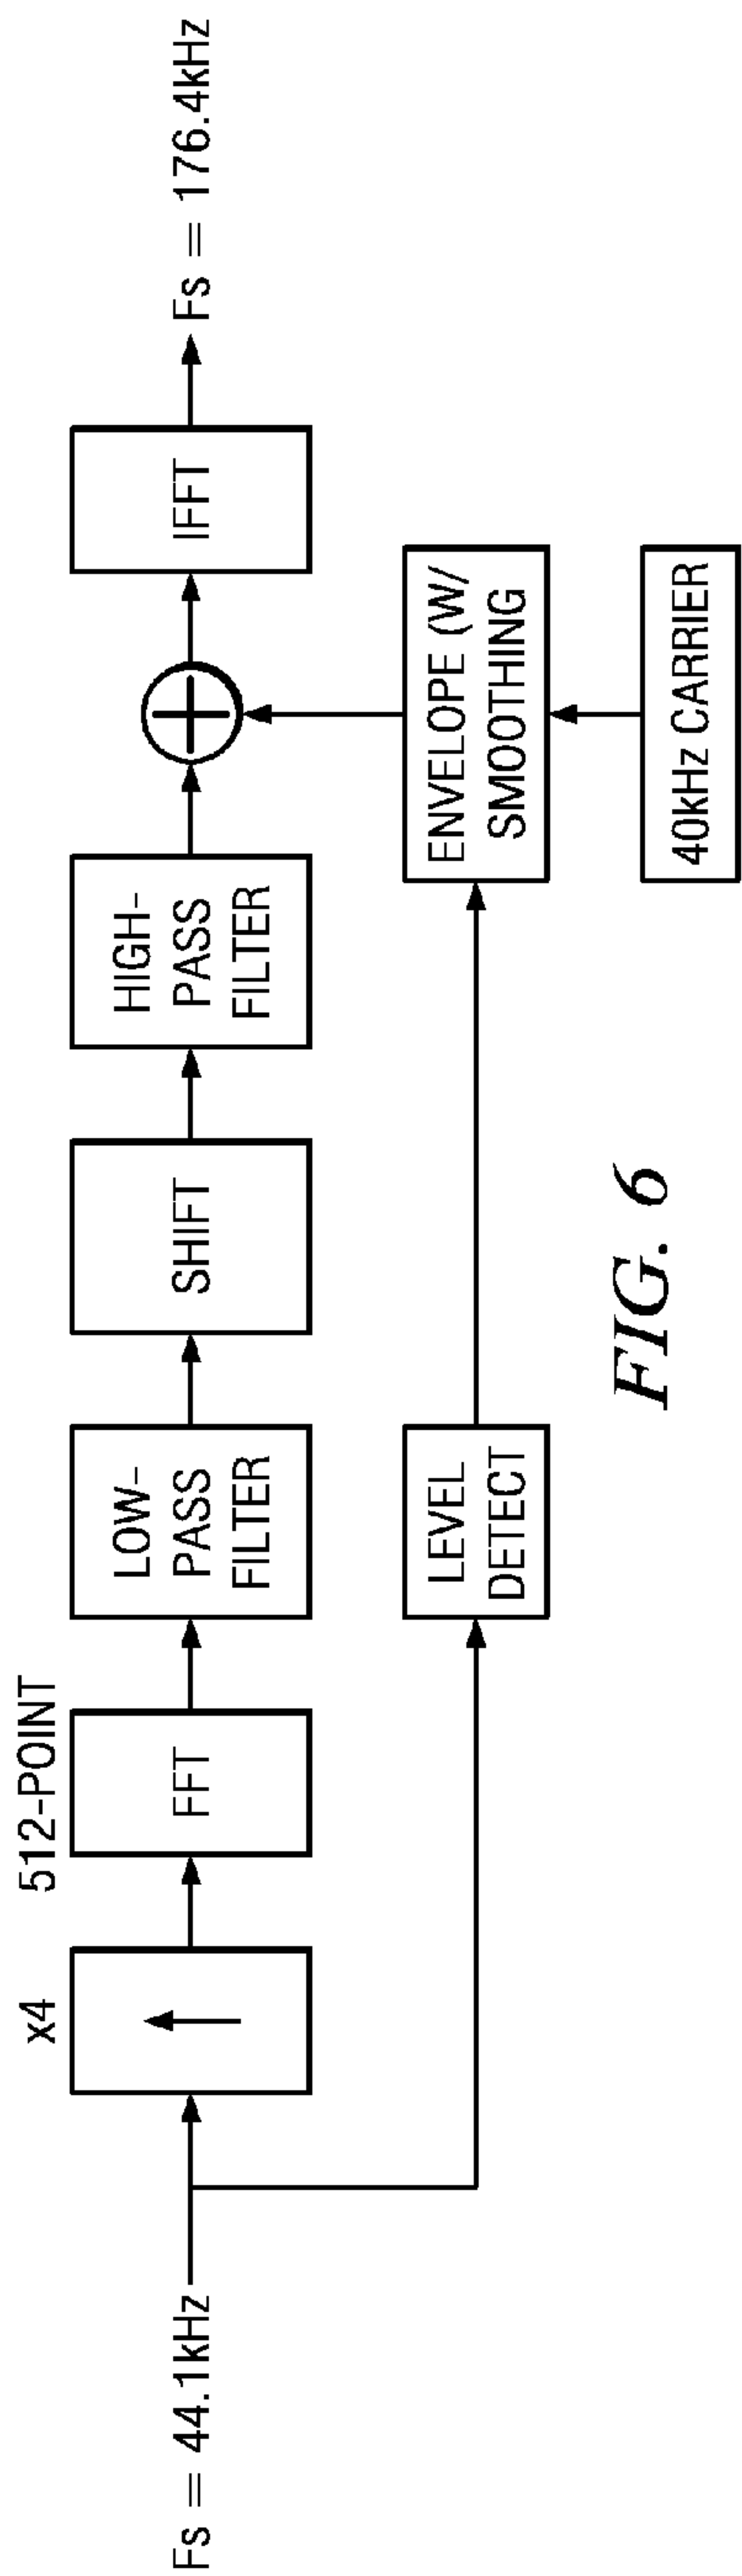 Fs = 44.1kHz
x4
512-POINT
FFT
LOW-
PASS
FILTER
SHIFT
HIGH-
PASS
FILTER
IFFT
Fs = 176.4kHz
LEVEL
DETECT
ENVELOPE (W/
SMOOTHING
40kHz CARRIER
FIG. 6